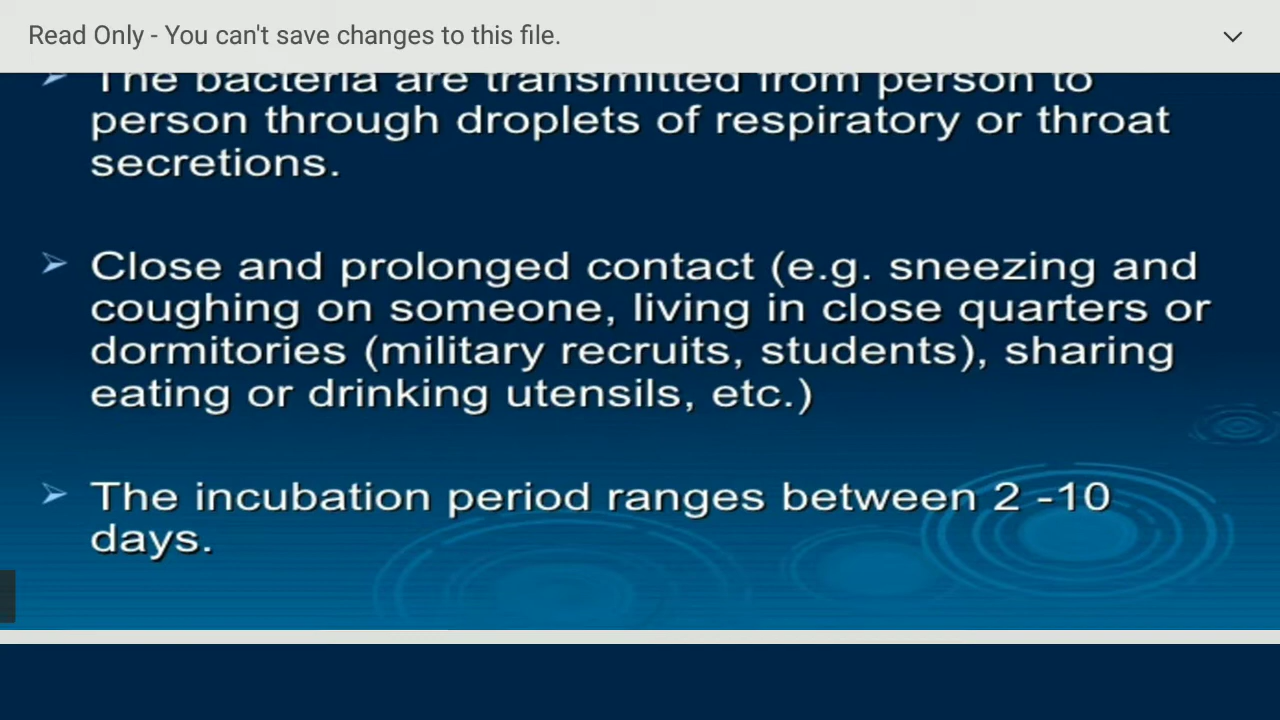 Read Only - You can't save changes to this file.
The bacteria are transmitted from person to
person through droplets of respiratory or throat
secretions.
Close and prolonged contact (e.g. sneezing and
coughing on someone, living in close quarters or
dormitories (military recruits, students), sharing
eating or drinking utensils, etc.)
The incubation period ranges between 2 -10
days.